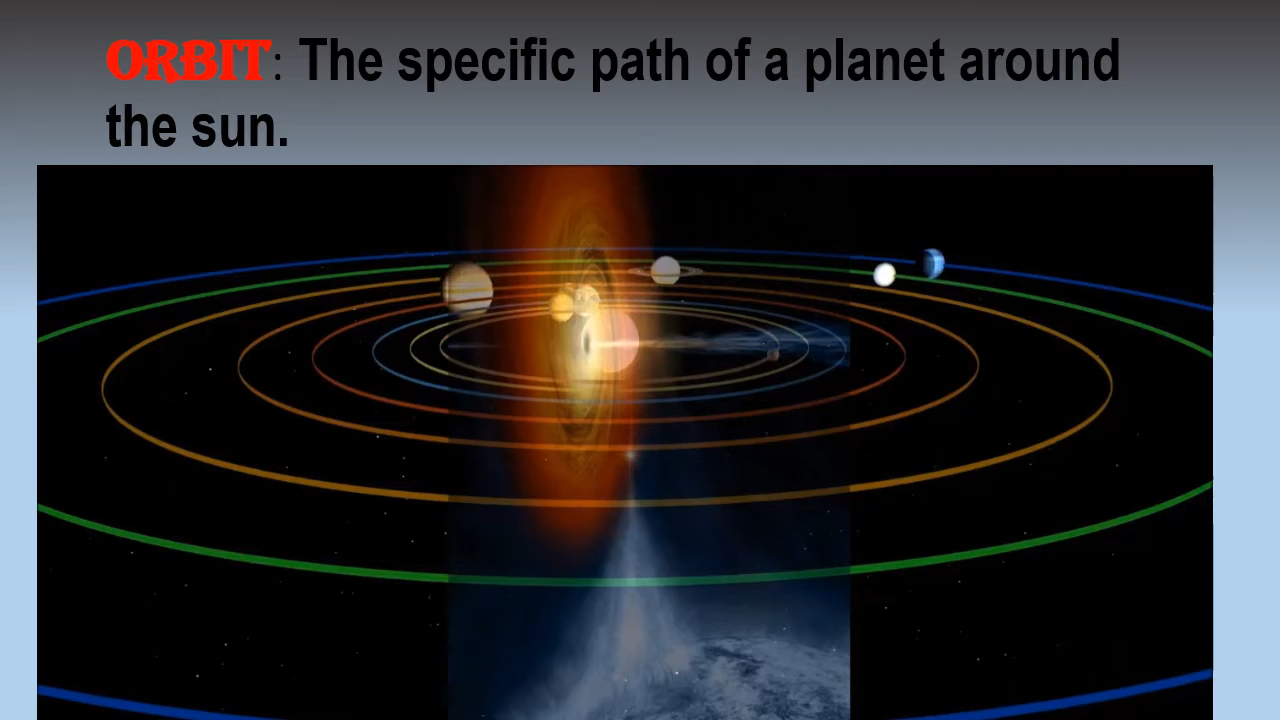 ORBIT: The specific path of a planet around
the sun.